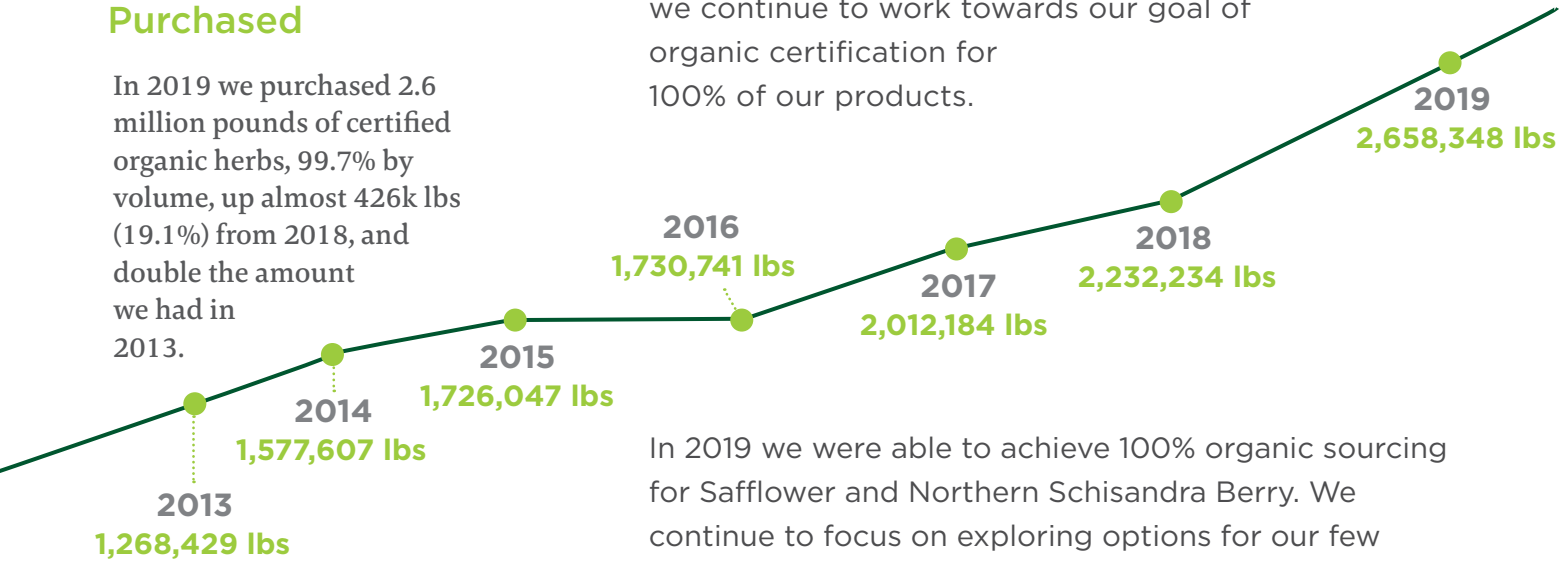 Purchased
In 2019 we purchased 2.6
million pounds of certified
organic herbs, 99.7% by
volume, up almost 426k lbs
(19.1%) from 2018, and
double the amount
we had in
2013.
we continue to work towards our goal of
organic certification for
100% of our products.
2013
1,268,429 lbs
2014
1,577,607 lbs
2015
1,726,047 lbs
2016
1,730,741 lbs
2017
2,012,184 lbs
2018
2,232,234 lbs
2019
2,658,348 lbs
In 2019 we were able to achieve 100% organic sourcing
for Safflower and Northern Schisandra Berry. We
continue to focus on exploring options for our few